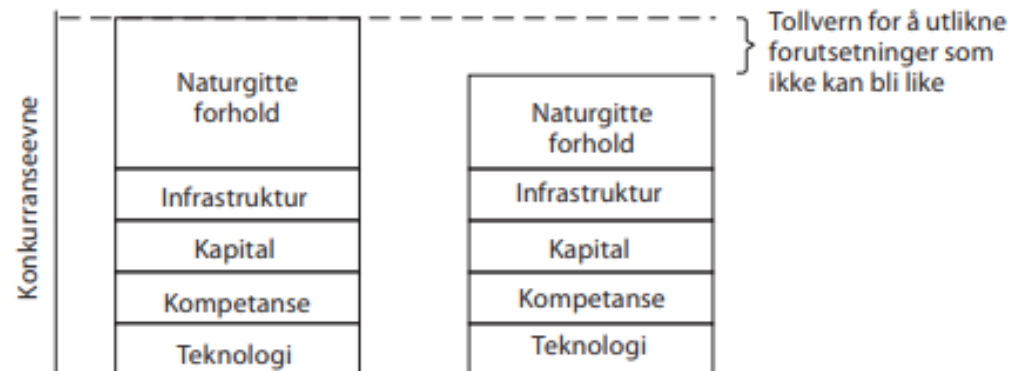 Tollvern for å utlikne
forutsetninger som
ikke kan bli like
Konkurranseevne
Naturgitte
forhold
Infrastruktur
Kapital
Kompetanse
Teknologi
Naturgitte
forhold
Infrastruktur
Kapital
Kompetanse
Teknologi